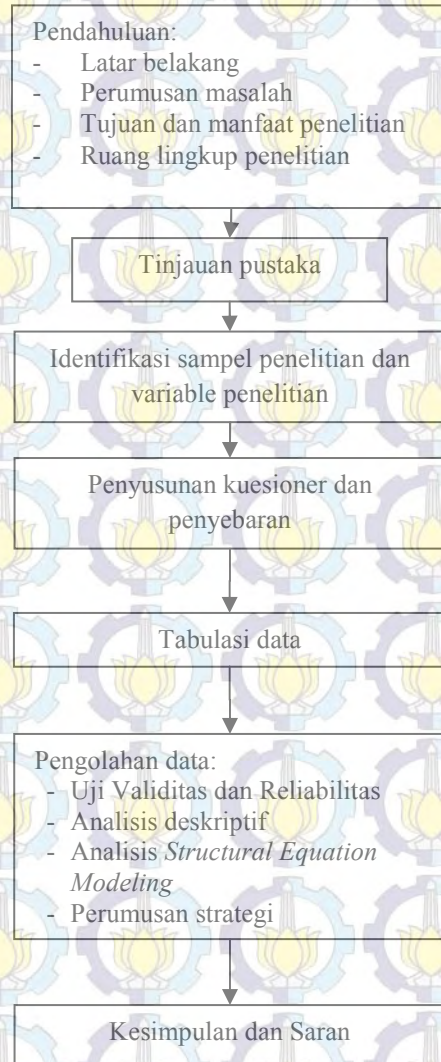 Pendahuluan:
- Latar belakang
- Perumusan masalah
- Tujuan dan manfaat penelitian
- Ruang lingkup penelitian
Tinjauan pustaka
Identifikasi sampel penelitian dan
variable penelitian
Penyusunan kuesioner dan
penyebaran
Tabulasi data
Pengolahan data:
- Uji Validitas dan Reliabilitas
- Analisis deskriptif
- Analisis Structural Equation
Modeling
- Perumusan strategi
Kesimpulan dan Saran